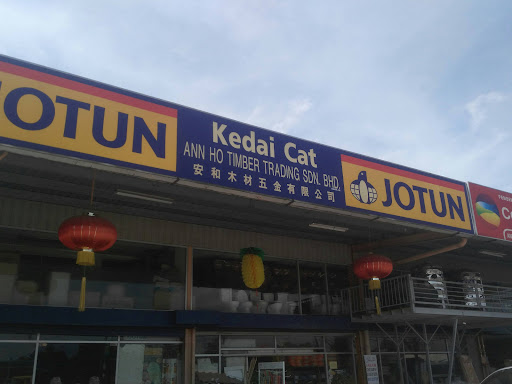 JOTUN
Kedai Cat
ANN HO TIMBER TRADING SDN. BHD.
安和木材五金有限公司
JOTUN